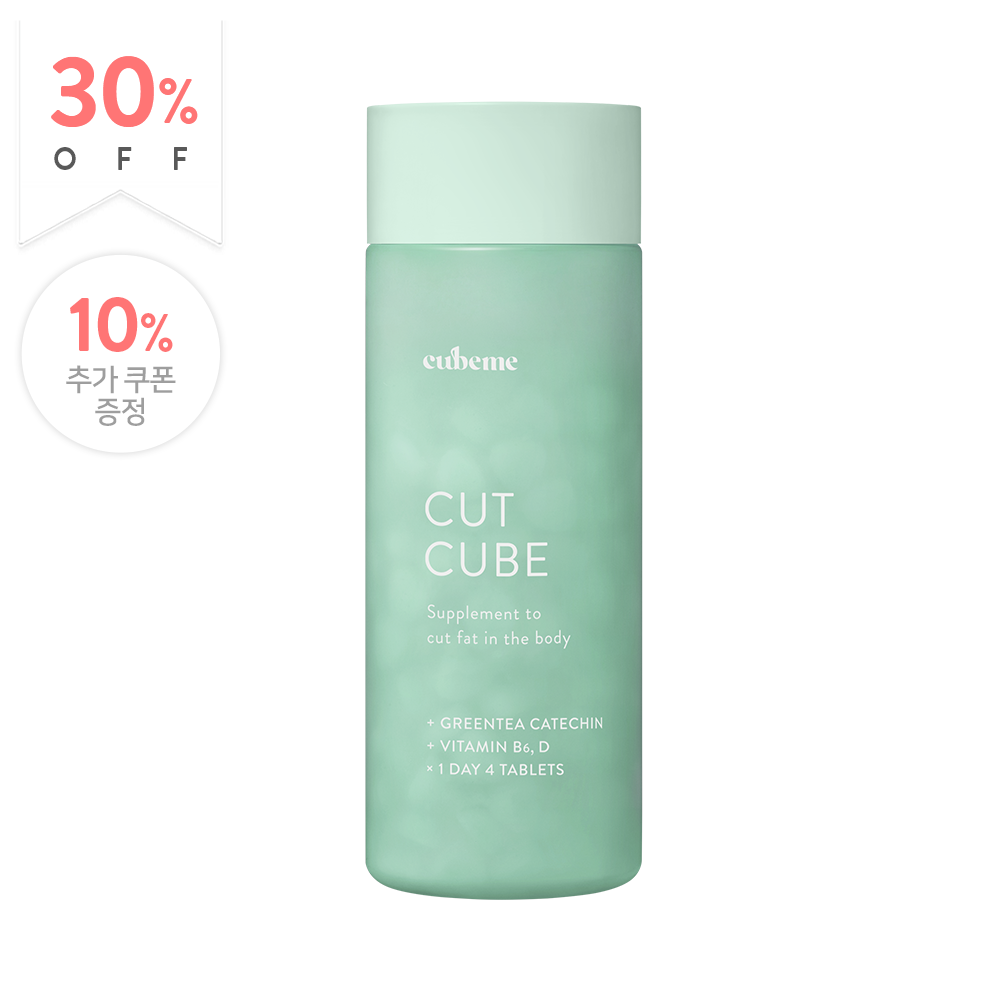 30%
OFF
10%
추가 쿠폰
증정
cubeme
CUT
CUBE
Supplement to
cut fat in the body
+ GREENTEA CATECHIN
+ VITAMIN B6, D
× 1 DAY 4 TABLETS